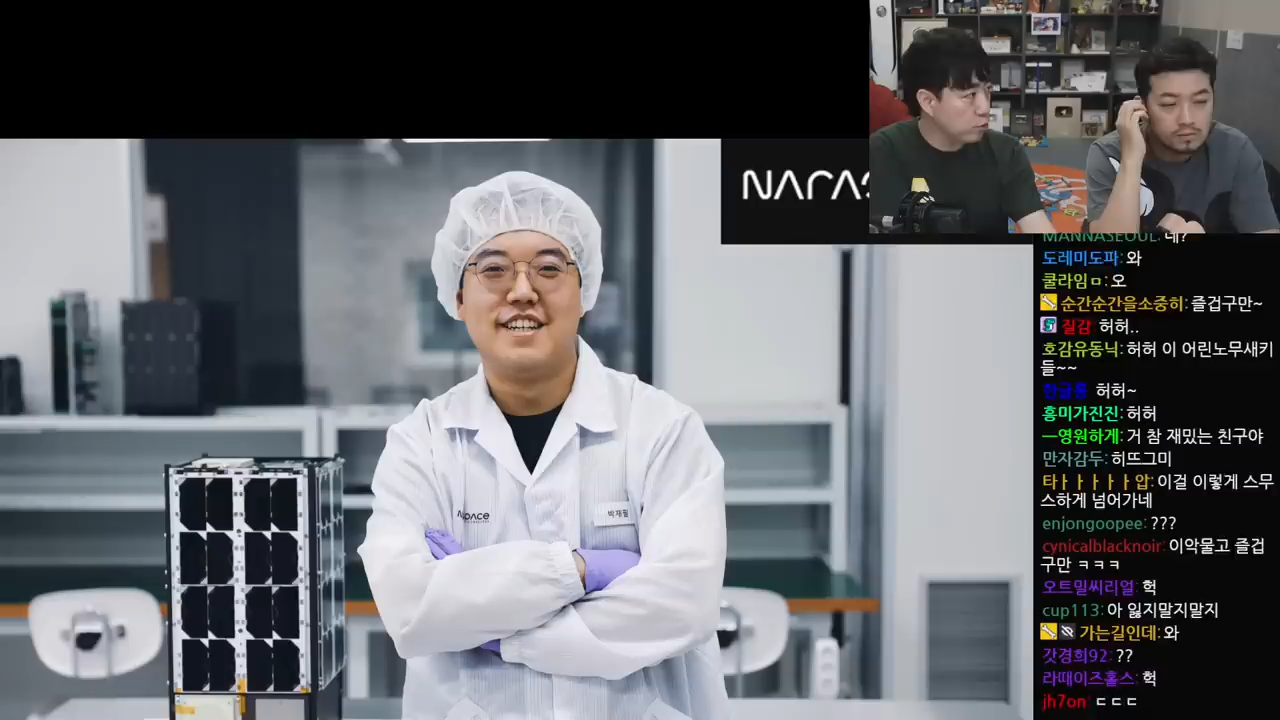 NARAS
NARASPACE
박재필
MANNASEOUL: 네?
도레미도파: 와
쿨라임ㅁ: 오
순간순간을소중히: 즐겁구만~
질감: 허허..
호감유동닉: 허허 이 어린노무새키
들~~
한글롱: 허허~
흥미가진진: 허허
ㅡ영원하게: 거 참 재밌는 친구야
만자감두: 히뜨그미
타ㅏㅏㅏㅏㅏ압: 이걸 이렇게 스무
스하게 넘어가네
enjongoopee: ???
cynicalblacknoir: 이악물고 즐겁
구만 ㅋㅋㅋ
오트밀씨리얼: 헉
cup113: 아 잃지말지말지
가는길인데: 와
갓경희92: ??
라떼이즈홀스: 헉
jh7on: ㄷㄷㄷ